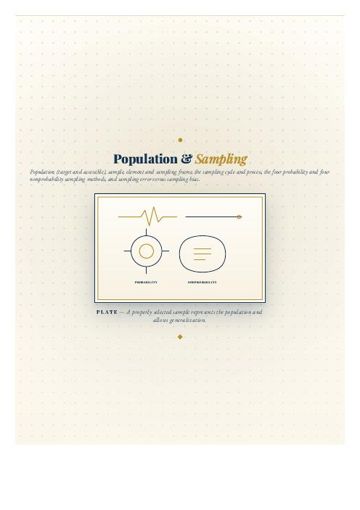 Population & Sampling
Population (target and accessible), sample, element and sampling frame, the sampling cycle and process, the four probability and four
nonprobability sampling methods, and sampling error versus sampling bias.
PROBABILITY
NONPROBABILITY
PLATE — A properly selected sample represents the population and
allows generalization.